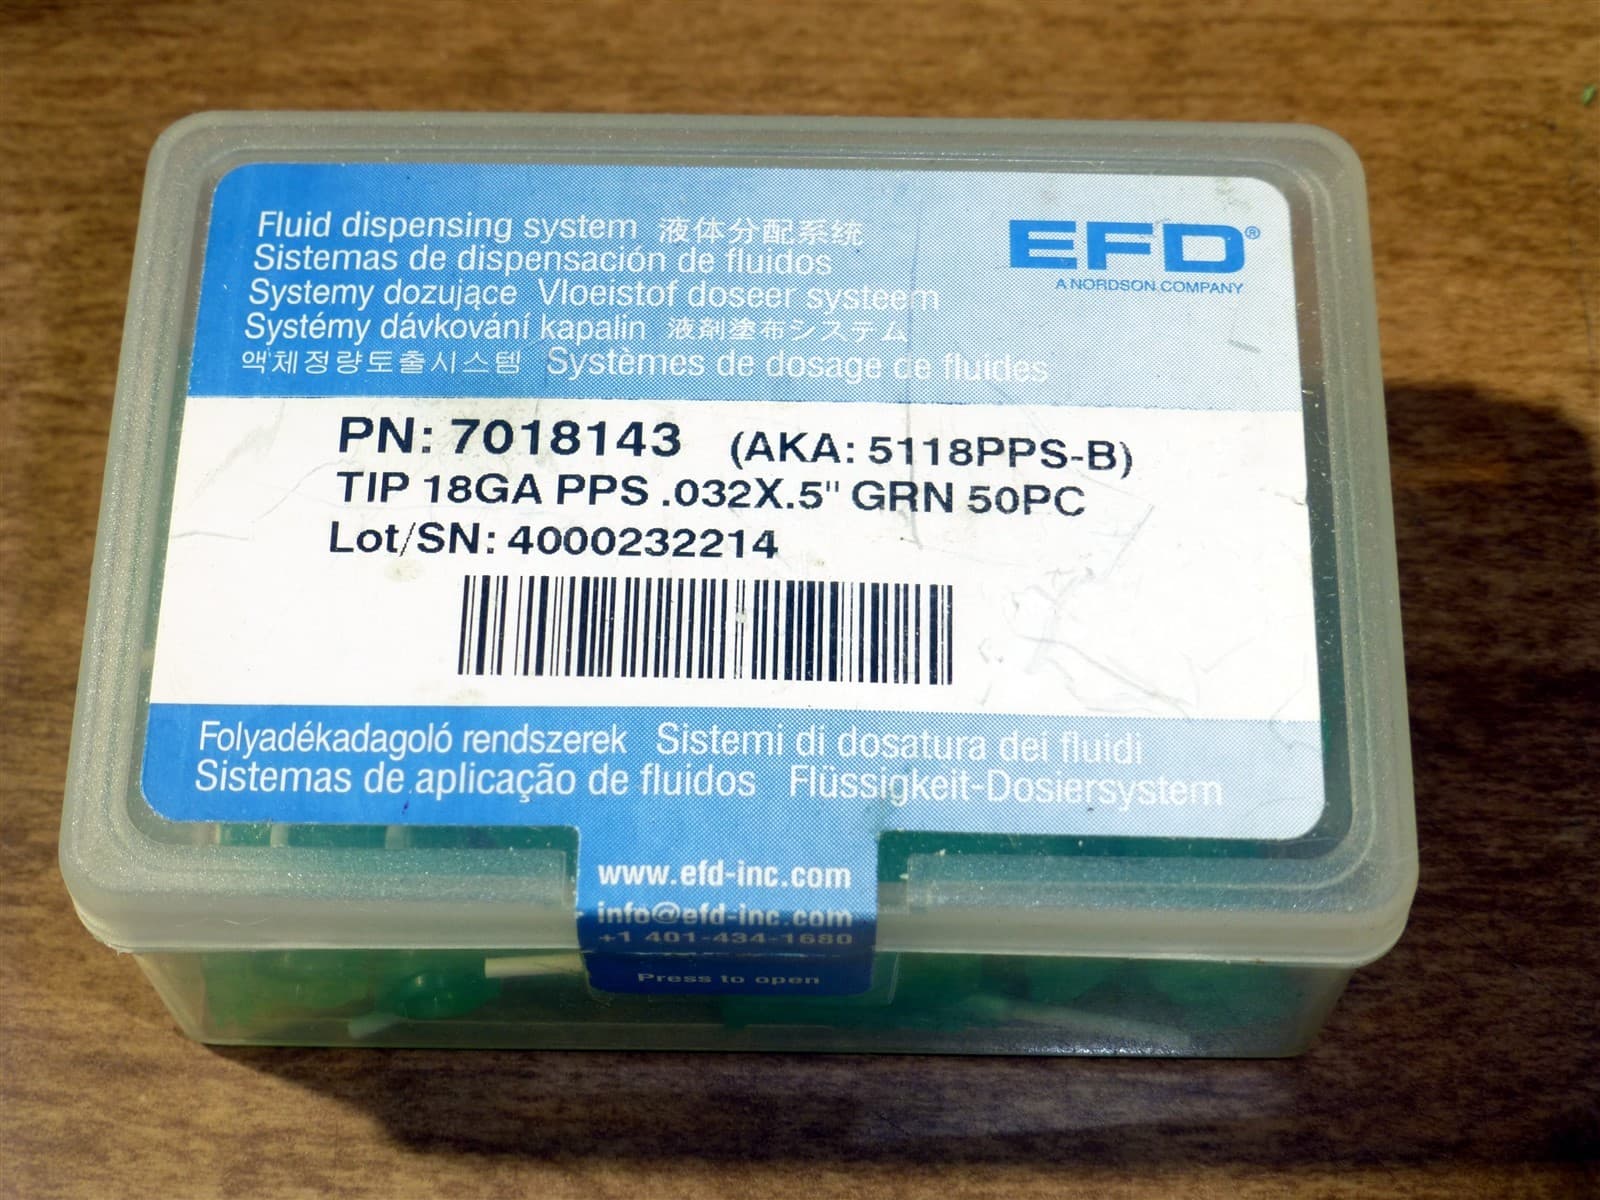 Fluid dispensing system 液体分配系统
Sistemas de dispensación de fluidos
Systemy dozujące Vloeistof doseer systeem
Systémy dávkování kapalin 液剤塗布システム
액체정량토출시스템 Systèmes de dosage de fluides
EFD®
A NORDSON COMPANY
PN: 7018143 (AKA: 5118PPS-B)
TIP 18GA PPS .032X.5" GRN 50PC
Lot/SN: 4000232214
Folyadékadagoló rendszerek Sistemi di dosatura dei fluidi
Sistemas de aplicação de fluidos Flüssigkeit-Dosiersystem
www.efd-inc.com
info@efd-inc.com
+1 401-434-1680
Press to open